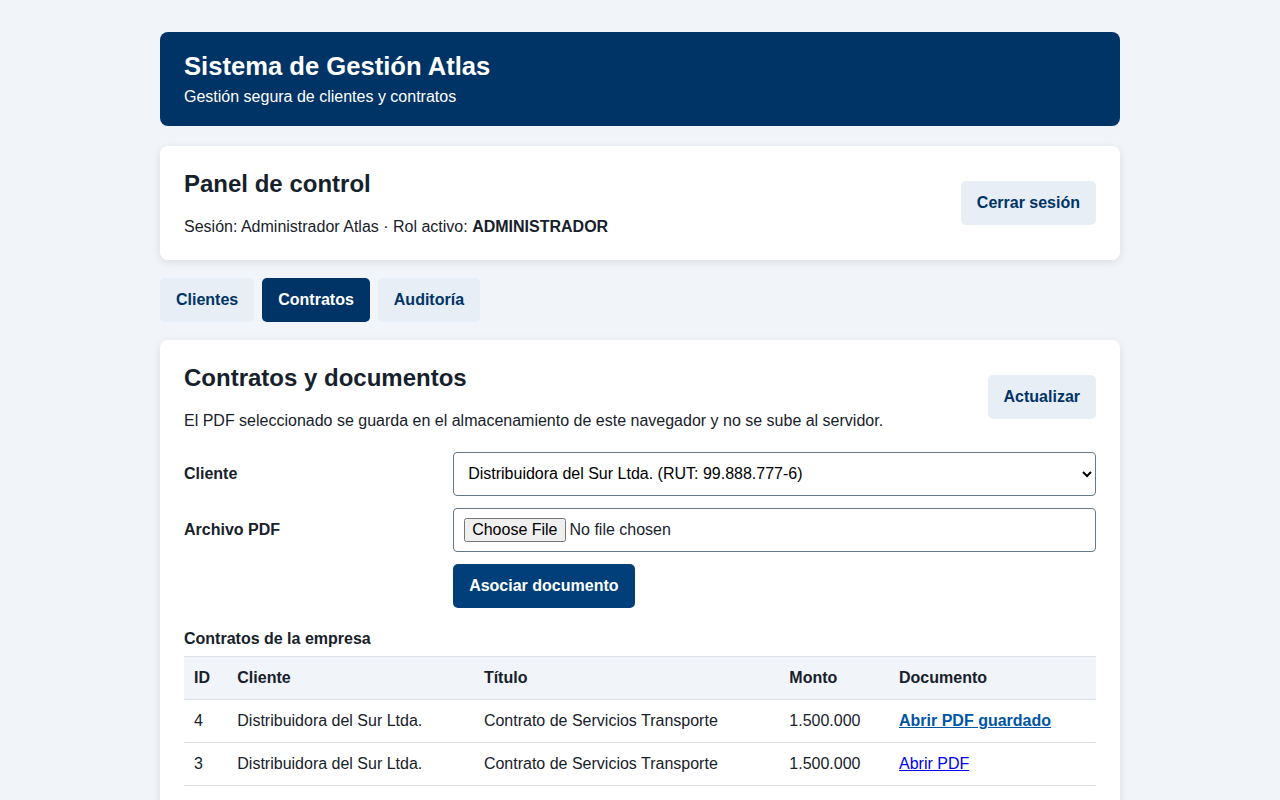 Sistema de Gestión Atlas
Gestión segura de clientes y contratos
Panel de control
Sesión: Administrador Atlas · Rol activo: ADMINISTRADOR
Cerrar sesión
Clientes Contratos Auditoría
Contratos y documentos
El PDF seleccionado se guarda en el almacenamiento de este navegador y no se sube al servidor.
Actualizar
Cliente Distribuidora del Sur Ltda. (RUT: 99.888.777-6)
Archivo PDF Choose File No file chosen
Asociar documento
Contratos de la empresa
ID Cliente Título Monto Documento
4 Distribuidora del Sur Ltda. Contrato de Servicios Transporte 1.500.000 Abrir PDF guardado
3 Distribuidora del Sur Ltda. Contrato de Servicios Transporte 1.500.000 Abrir PDF